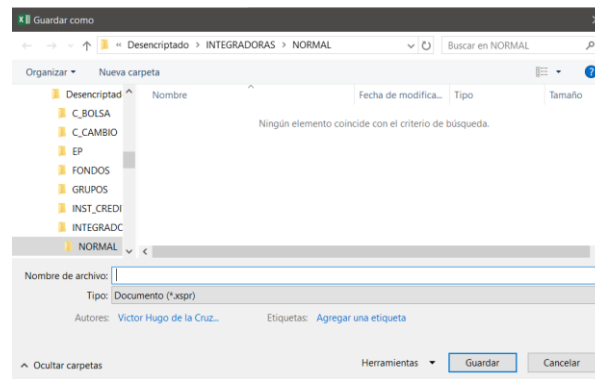 Guardar como
« Desencriptado > INTEGRADORAS > NORMAL
Buscar en NORMAL
Organizar
Nueva carpeta
Desencriptad
Nombre
Fecha de modifica...
Tipo
Tamaño
C_BOLSA
Ningún elemento coincide con el criterio de búsqueda.
C_CAMBIO
EP
FONDOS
GRUPOS
INST_CREDI
INTEGRADC
NORMAL
Nombre de archivo:
Tipo: Documento (*.xspr)
Autores: Victor Hugo de la Cruz...
Etiquetas: Agregar una etiqueta
Ocultar carpetas
Herramientas
Guardar
Cancelar